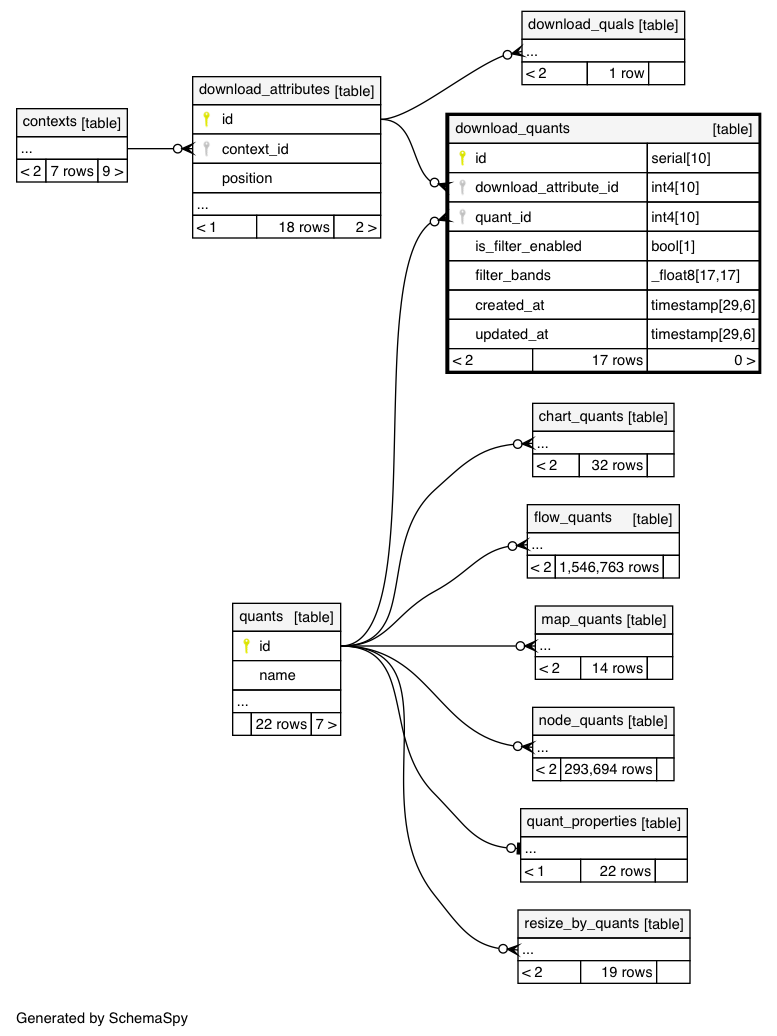 download_quals [table]
...
< 2 1 row
download_attributes [table]
id
context_id
position
...
< 1 18 rows 2 >
contexts [table]
...
< 2 7 rows 9 >
download_quants [table]
id serial[10]
download_attribute_id int4[10]
quant_id int4[10]
is_filter_enabled bool[1]
filter_bands _float8[17,17]
created_at timestamp[29,6]
updated_at timestamp[29,6]
< 2 17 rows 0 >
chart_quants [table]
...
< 2 32 rows
flow_quants [table]
...
< 2 1,546,763 rows
quants [table]
id
name
...
22 rows 7 >
map_quants [table]
...
< 2 14 rows
node_quants [table]
...
< 2 293,694 rows
quant_properties [table]
...
< 1 22 rows
resize_by_quants [table]
...
< 2 19 rows
Generated by SchemaSpy